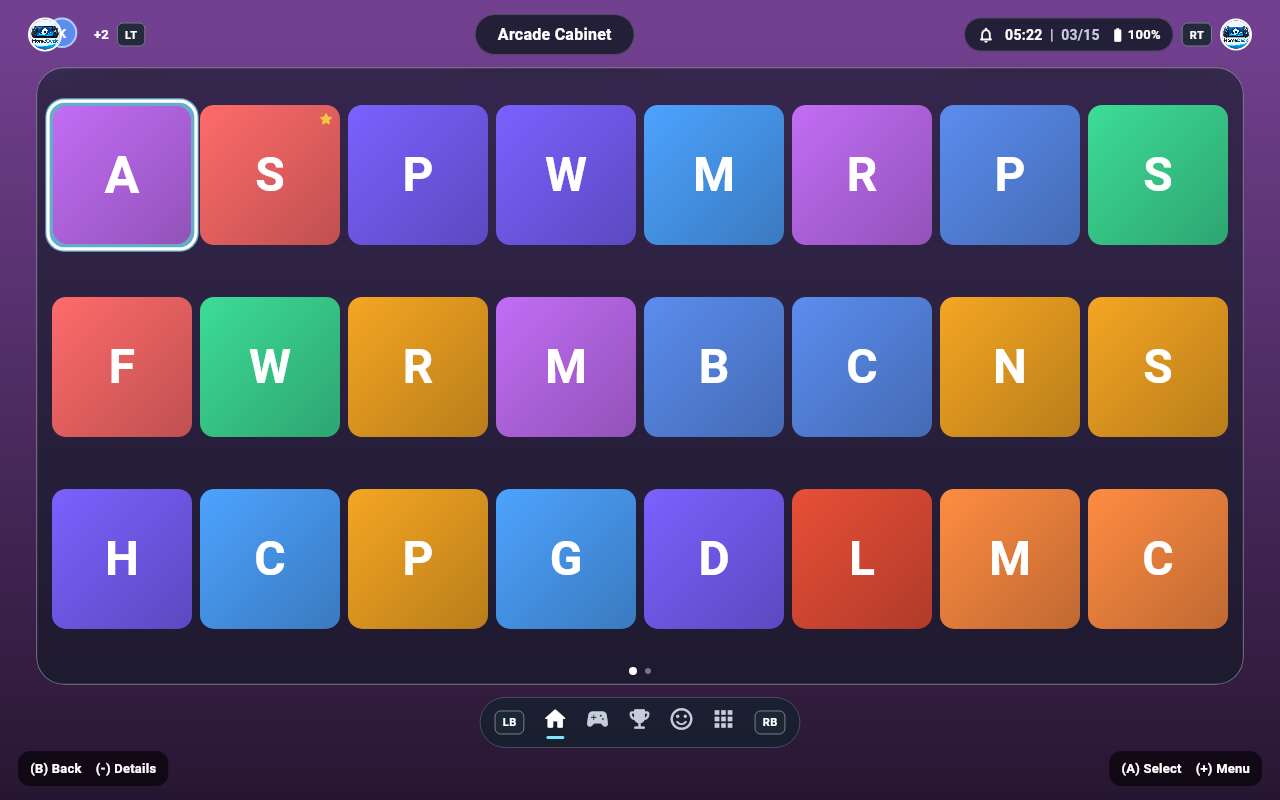 +2 LT
Arcade Cabinet
05:22 | 03/15 100% RT
A S P W M R P S
F W R M B C N S
H C P G D L M C
LB RB
(B) Back (-) Details
(A) Select (+) Menu